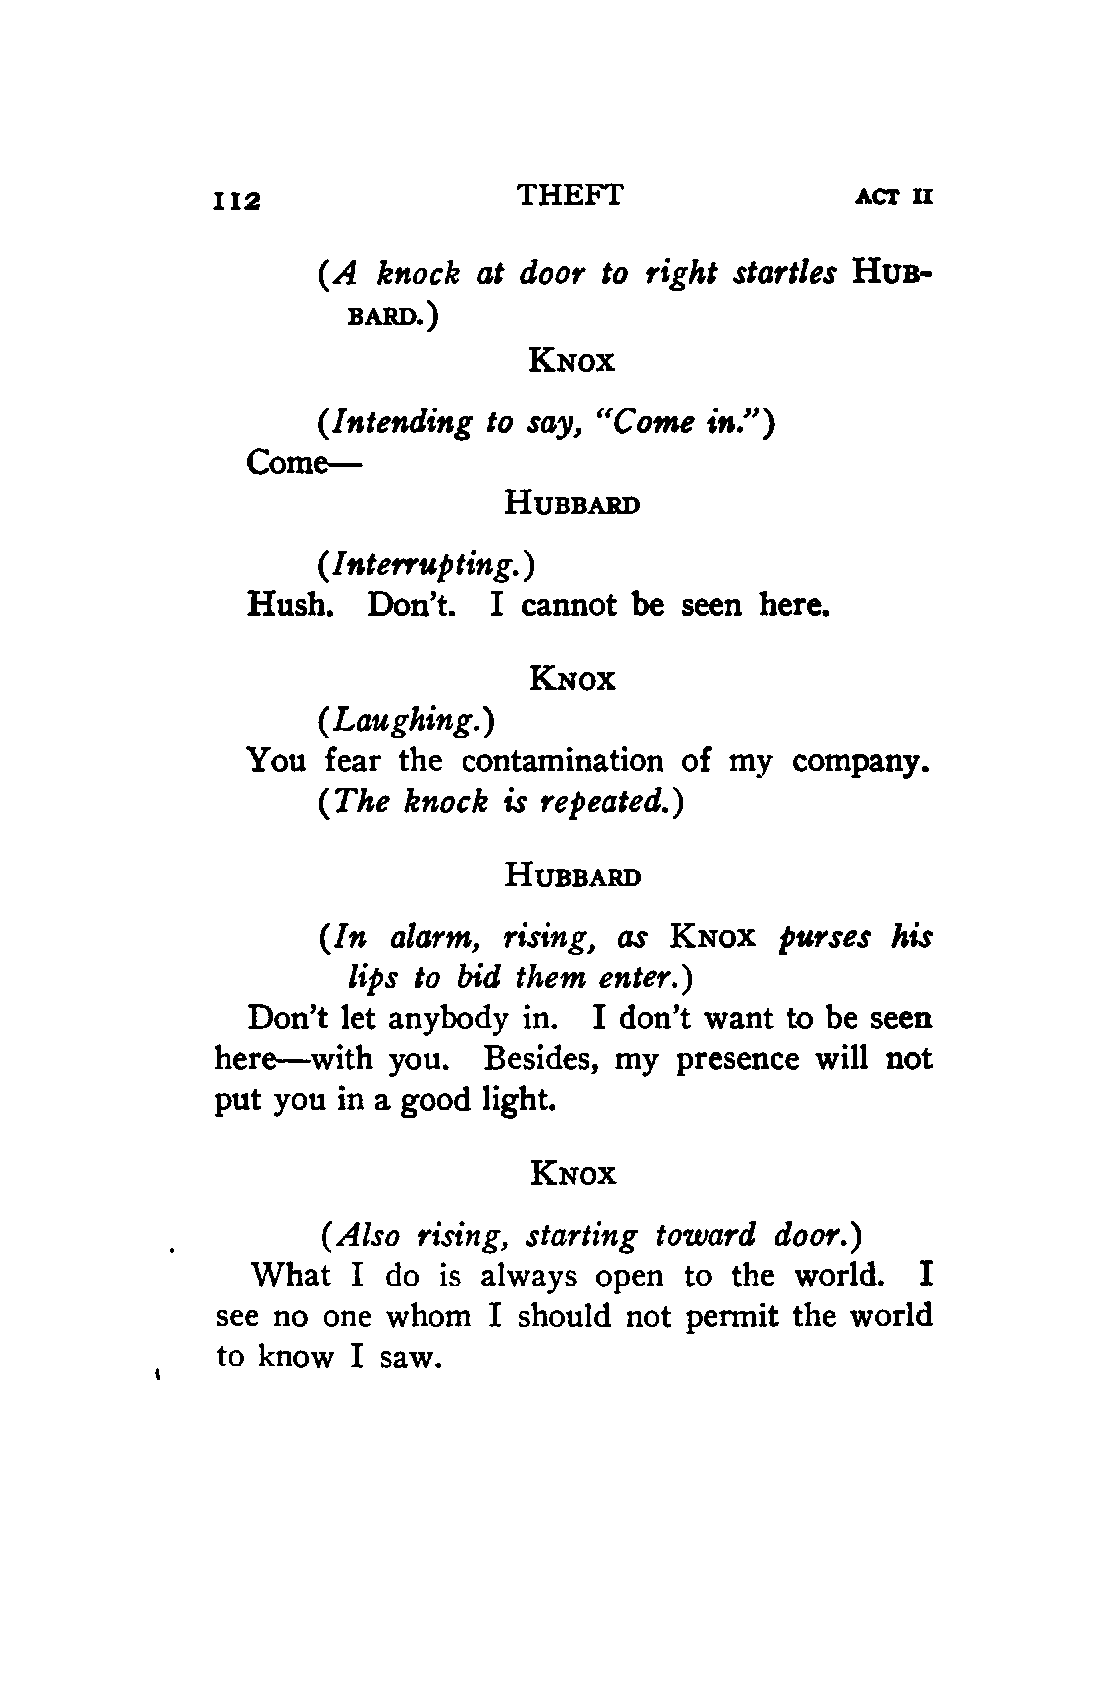 112 THEFT ACT II
(A knock at door to right startles HUB-
BARD.)
KNOX
(Intending to say, “Come in.”)
Come—
HUBBARD
(Interrupting.)
Hush. Don't. I cannot be seen here.
KNOX
(Laughing.)
You fear the contamination of my company.
(The knock is repeated.)
HUBBARD
(In alarm, rising, as KNOX purses his
lips to bid them enter.)
Don't let anybody in. I don't want to be seen
here—with you. Besides, my presence will not
put you in a good light.
KNOX
(Also rising, starting toward door.)
What I do is always open to the world. I
see no one whom I should not permit the world
to know I saw.